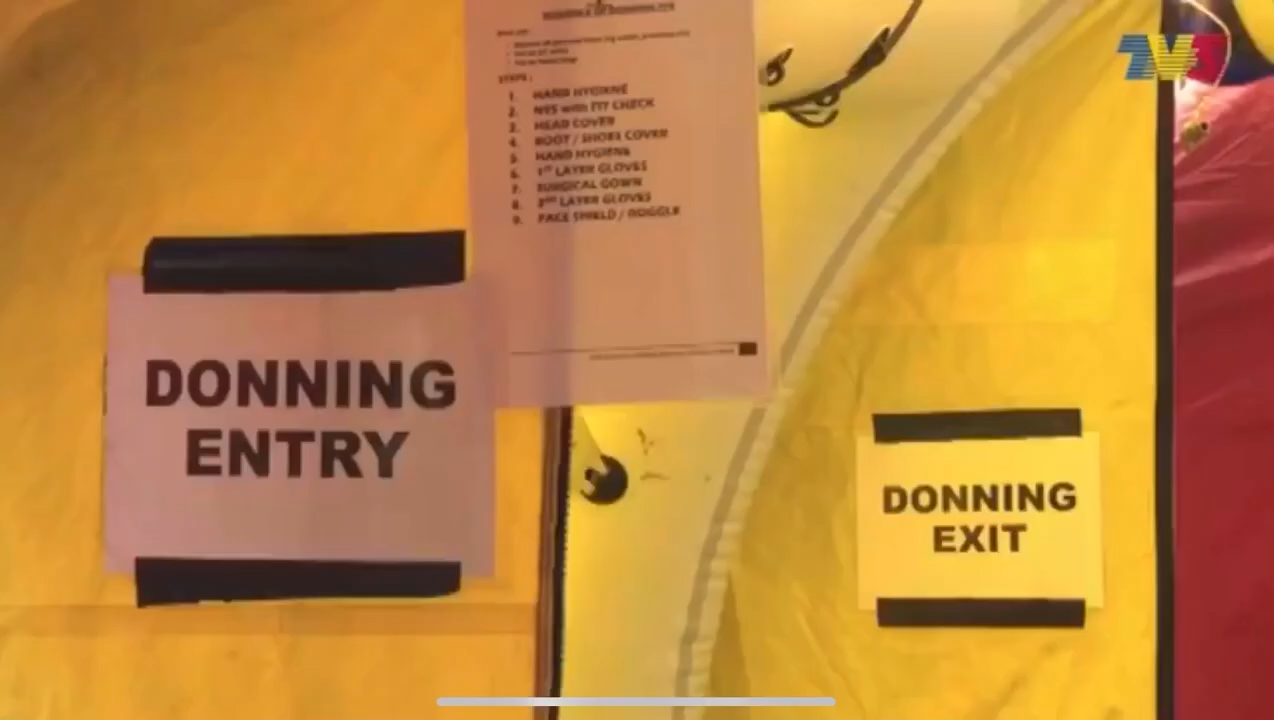 STEPS :
1. HAND HYGIENE
2. N95 with FIT CHECK
3. HEAD COVER
4. BOOT / SHOES COVER
5. HAND HYGIENE
6. 1ST LAYER GLOVES
7. SURGICAL GOWN
8. 2ND LAYER GLOVES
9. FACE SHIELD / GOGGLE
DONNING
ENTRY
DONNING
EXIT
TV3